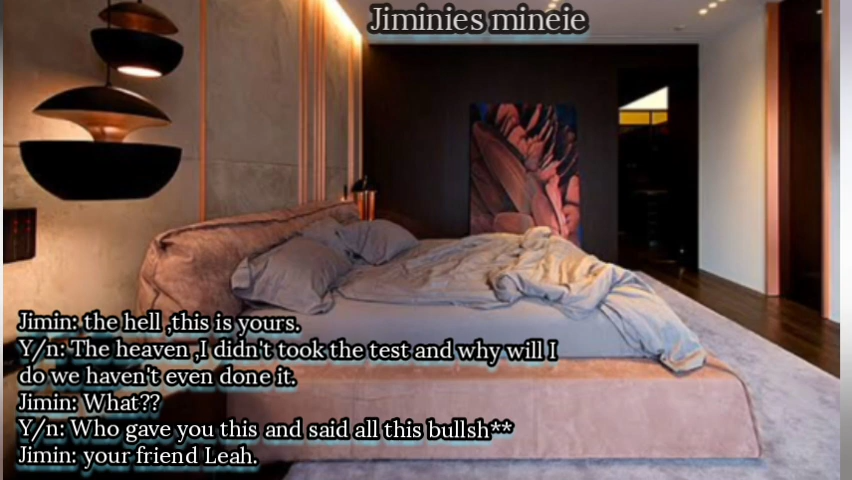 Jiminies mineie
Jimin: the hell ,this is yours.
Y/n: The heaven ,I didn't took the test and why will I
do we haven't even done it.
Jimin: What??
Y/n: Who gave you this and said all this bullsh**
Jimin: your friend Leah.